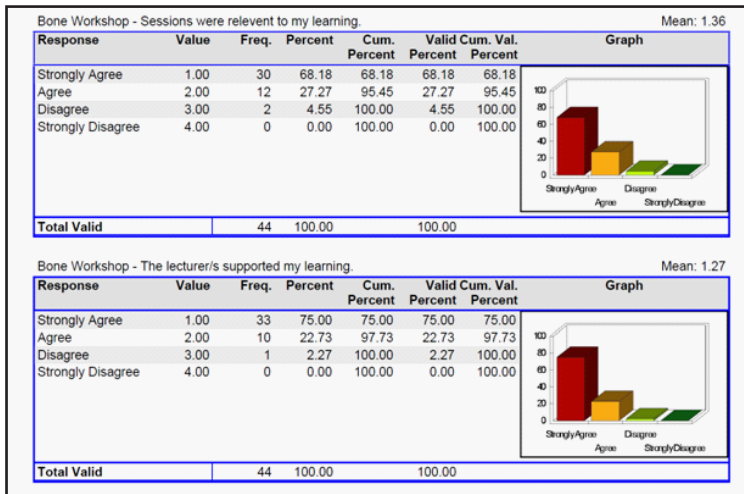 Bone Workshop - Sessions were relevent to my learning. Mean: 1.36
Response Value Freq. Percent Cum. Percent Valid Percent Cum. Val. Percent Graph
Strongly Agree 1.00 30 68.18 68.18 68.18 68.18
Agree 2.00 12 27.27 95.45 27.27 95.45
Disagree 3.00 2 4.55 100.00 4.55 100.00
Strongly Disagree 4.00 0 0.00 100.00 0.00 100.00
100
80
60
40
20
0
Strongly Agree Disagree
Agree Strongly Disagree
Total Valid 44 100.00 100.00
Bone Workshop - The lecturer/s supported my learning. Mean: 1.27
Response Value Freq. Percent Cum. Percent Valid Percent Cum. Val. Percent Graph
Strongly Agree 1.00 33 75.00 75.00 75.00 75.00
Agree 2.00 10 22.73 97.73 22.73 97.73
Disagree 3.00 1 2.27 100.00 2.27 100.00
Strongly Disagree 4.00 0 0.00 100.00 0.00 100.00
100
80
60
40
20
0
Strongly Agree Disagree
Agree Strongly Disagree
Total Valid 44 100.00 100.00